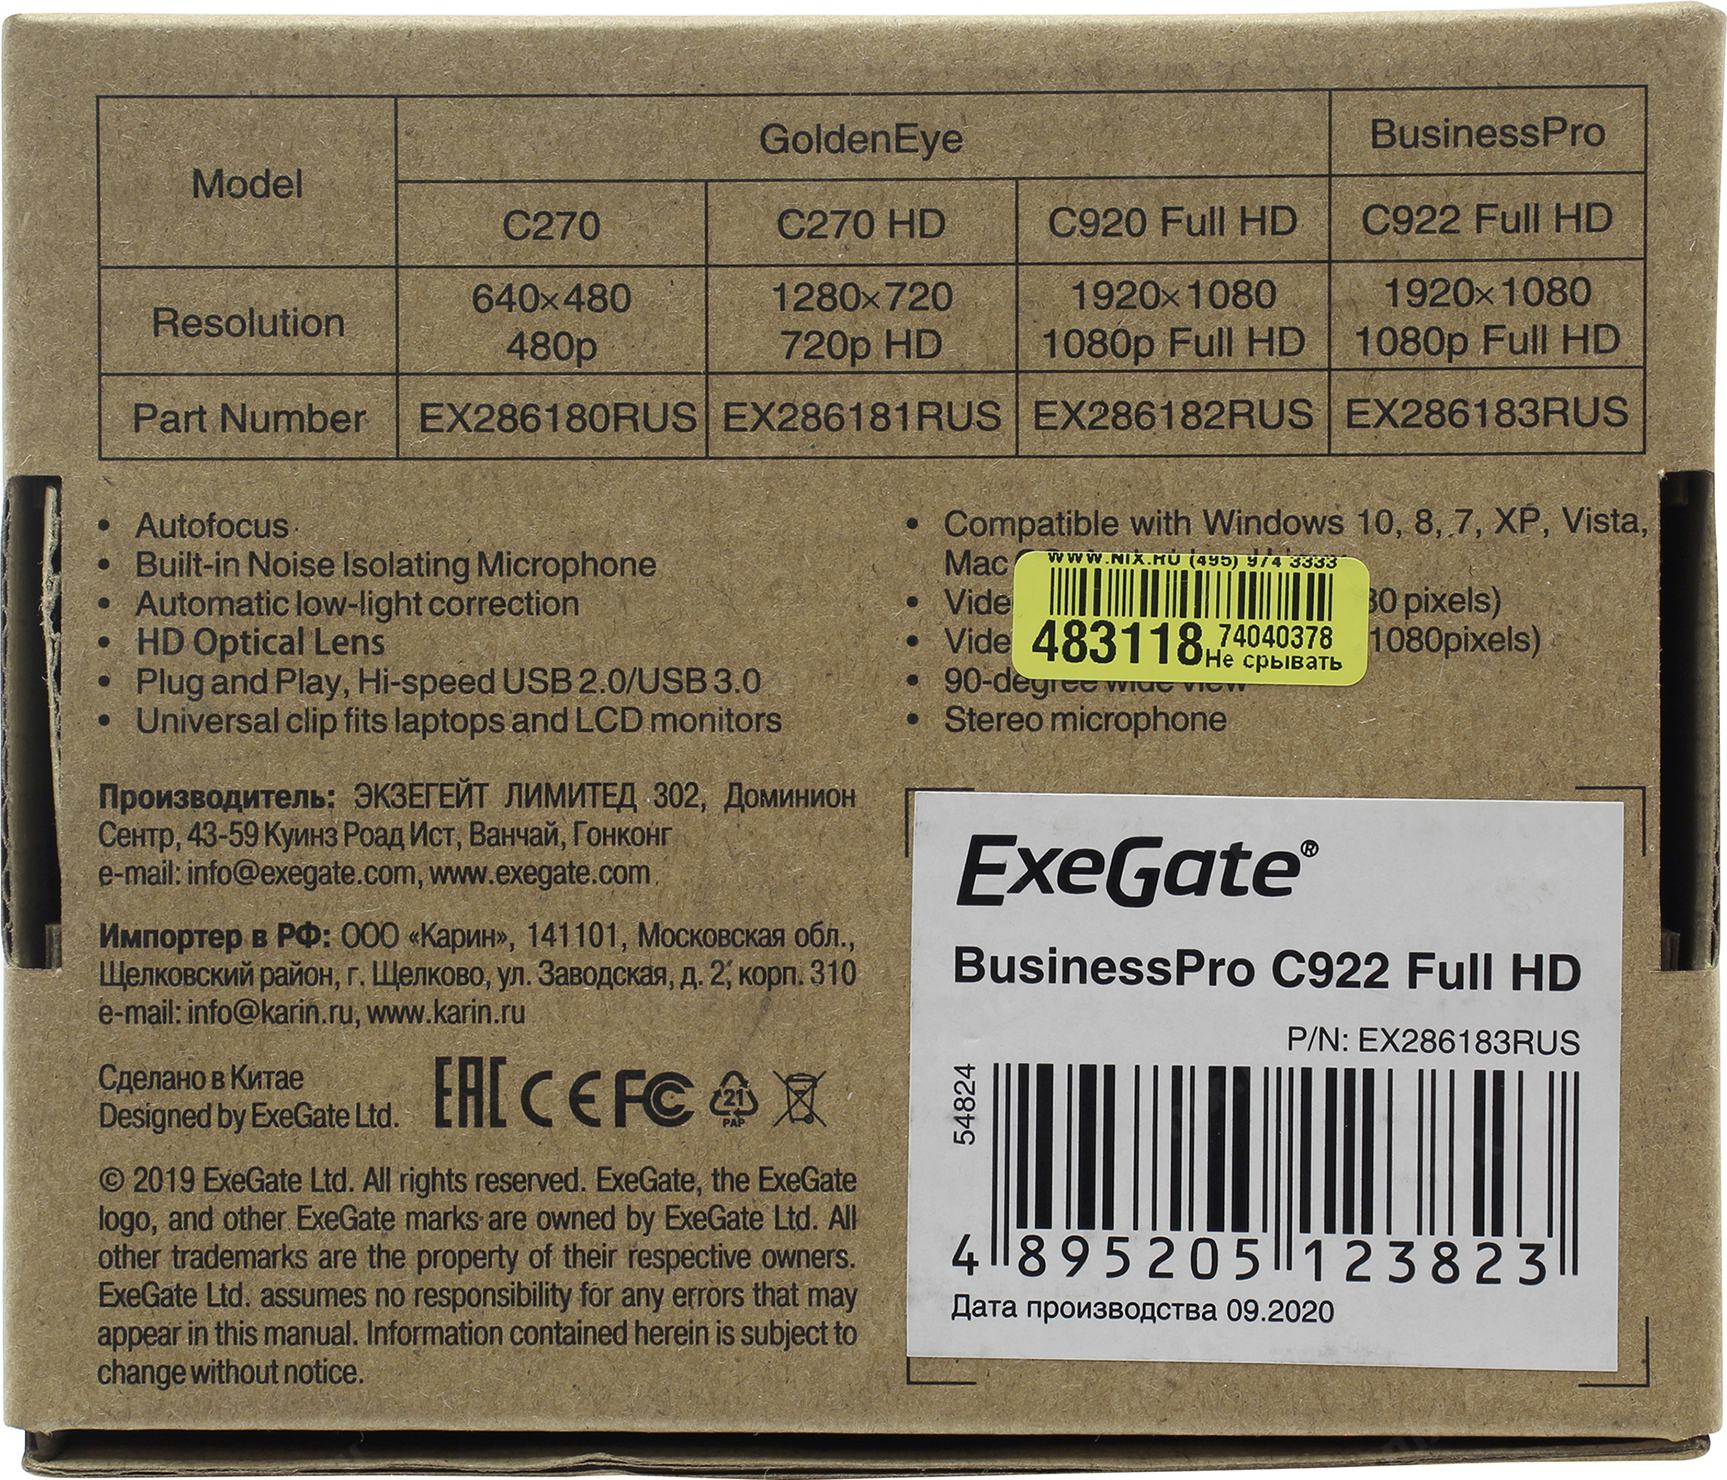 Model
GoldenEye
BusinessPro
C270
C270 HD
C920 Full HD
C922 Full HD
Resolution
640×480
480p
1280×720
720p HD
1920×1080
1080p Full HD
1920×1080
1080p Full HD
Part Number
EX286180RUS
EX286181RUS
EX286182RUS
EX286183RUS
• Autofocus
• Built-in Noise Isolating Microphone
• Automatic low-light correction
• HD Optical Lens
• Plug and Play, Hi-speed USB 2.0/USB 3.0
• Universal clip fits laptops and LCD monitors
• Compatible with Windows 10, 8, 7, XP, Vista,
Mac
pixels)
1080pixels)
• 90-degree wide view
• Stereo microphone
WWW.NIX.RU (495) 974 3333
483118
74040378
Не срывать
Производитель: ЭКЗЕГЕЙТ ЛИМИТЕД 302, Доминион
Сентр, 43-59 Куинз Роад Ист, Ванчай, Гонконг
e-mail: info@exegate.com, www.exegate.com
Импортер в РФ: ООО «Карин», 141101, Московская обл.,
Щелковский район, г. Щелково, ул. Заводская, д. 2, корп. 310
e-mail: info@karin.ru, www.karin.ru
Сделано в Китае
Designed by ExeGate Ltd.
EAC CE FC
21
PAP
© 2019 ExeGate Ltd. All rights reserved. ExeGate, the ExeGate
logo, and other ExeGate marks are owned by ExeGate Ltd. All
other trademarks are the property of their respective owners.
ExeGate Ltd. assumes no responsibility for any errors that may
appear in this manual. Information contained herein is subject to
change without notice.
ExeGate®
BusinessPro C922 Full HD
P/N: EX286183RUS
54824
4 895205 123823
Дата производства 09.2020